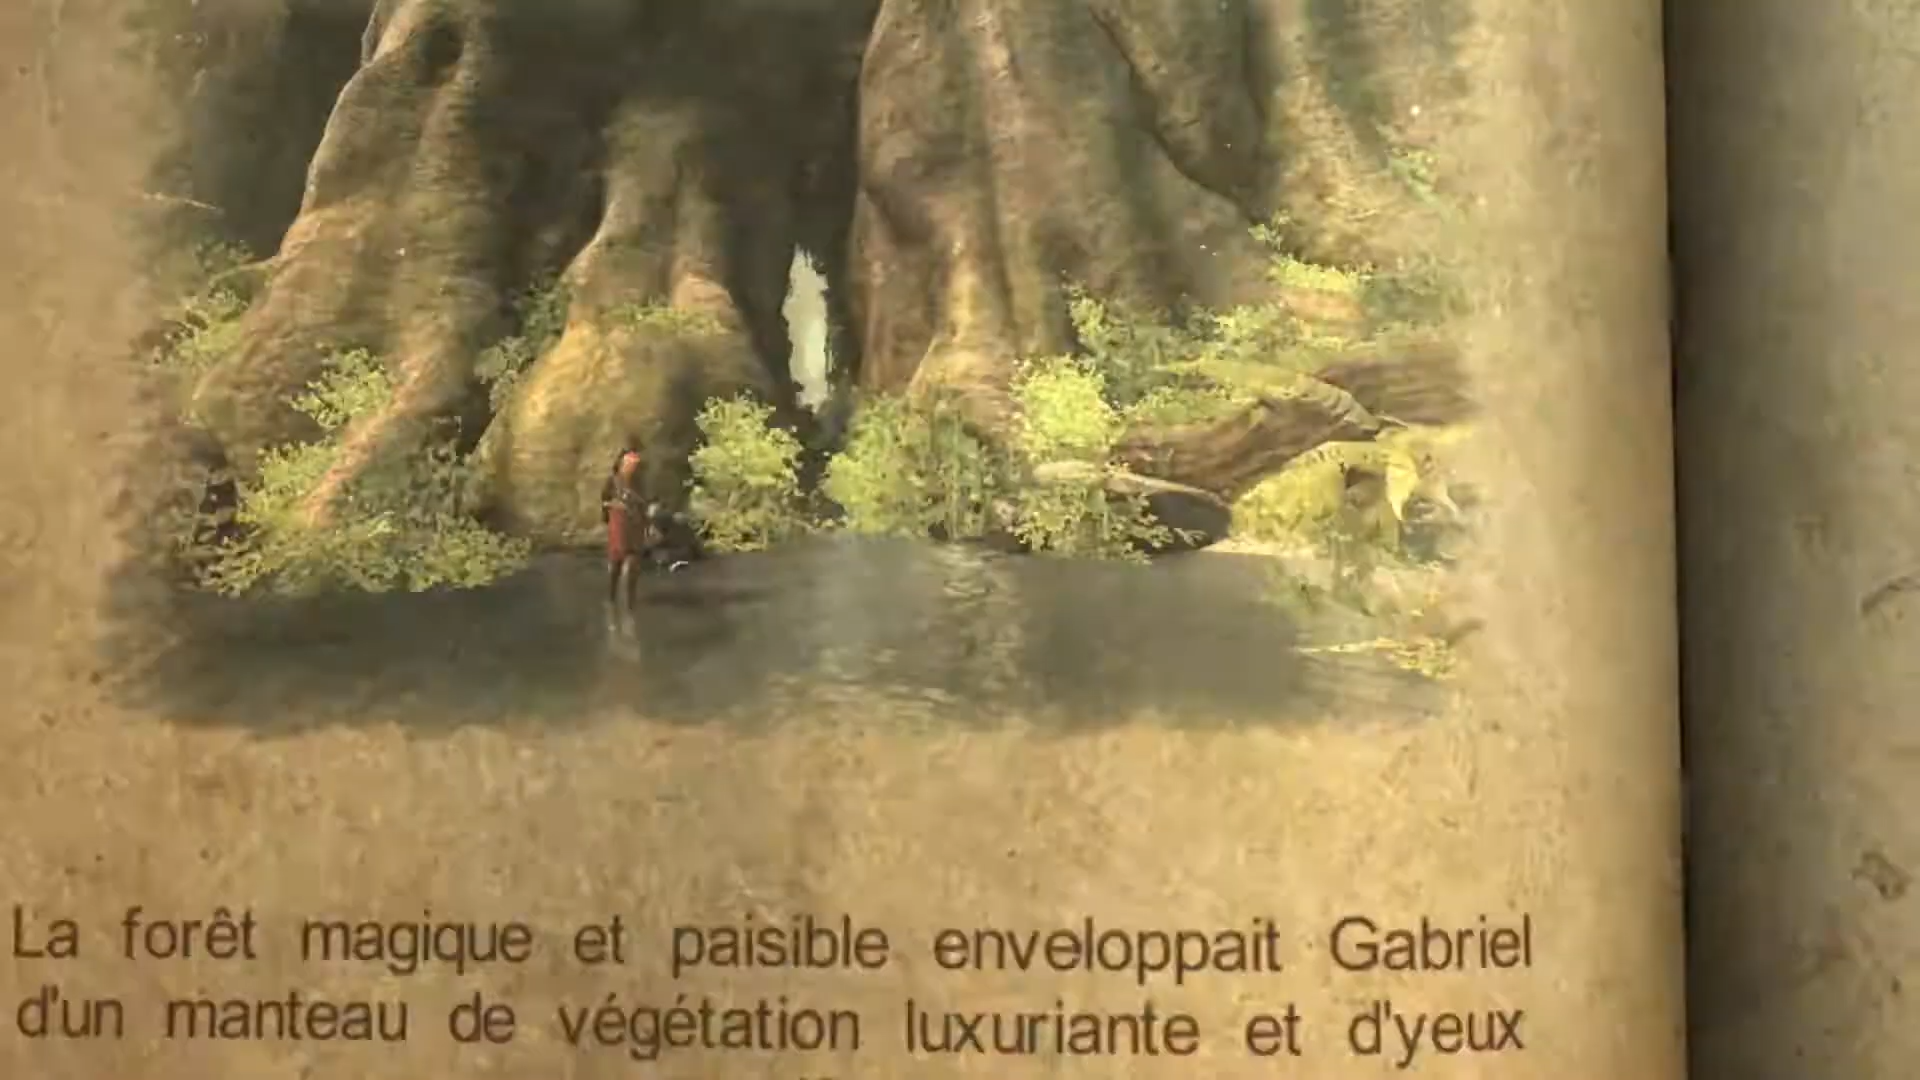 La forêt magique et paisible enveloppait Gabriel
d'un manteau de végétation luxuriante et d'yeux